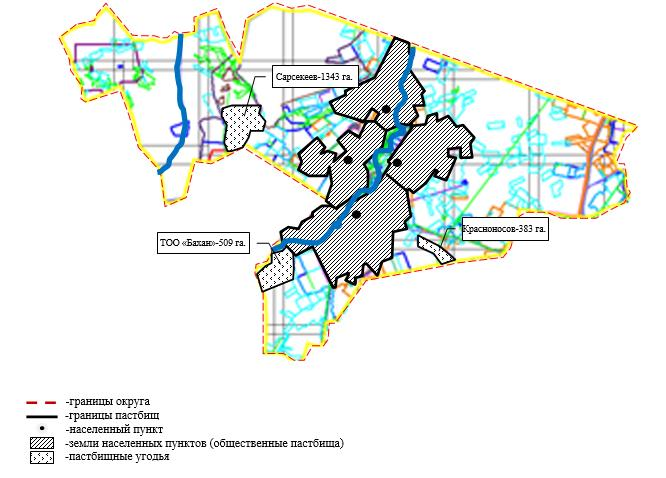 Сарсекеев-1343 га.
Красноносов-383 га.
ТОО «Бахан»-509 га.
-границы округа
-границы пастбищ
-населенный пункт
-земли населенных пунктов (общественные пастбища)
-пастбищные угодья